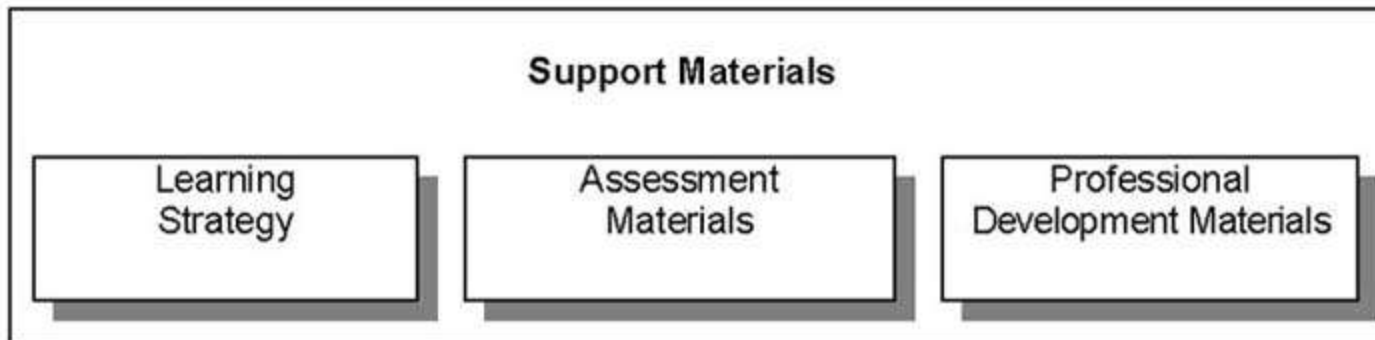 Support Materials
Learning
Strategy
Assessment
Materials
Professional
Development Materials